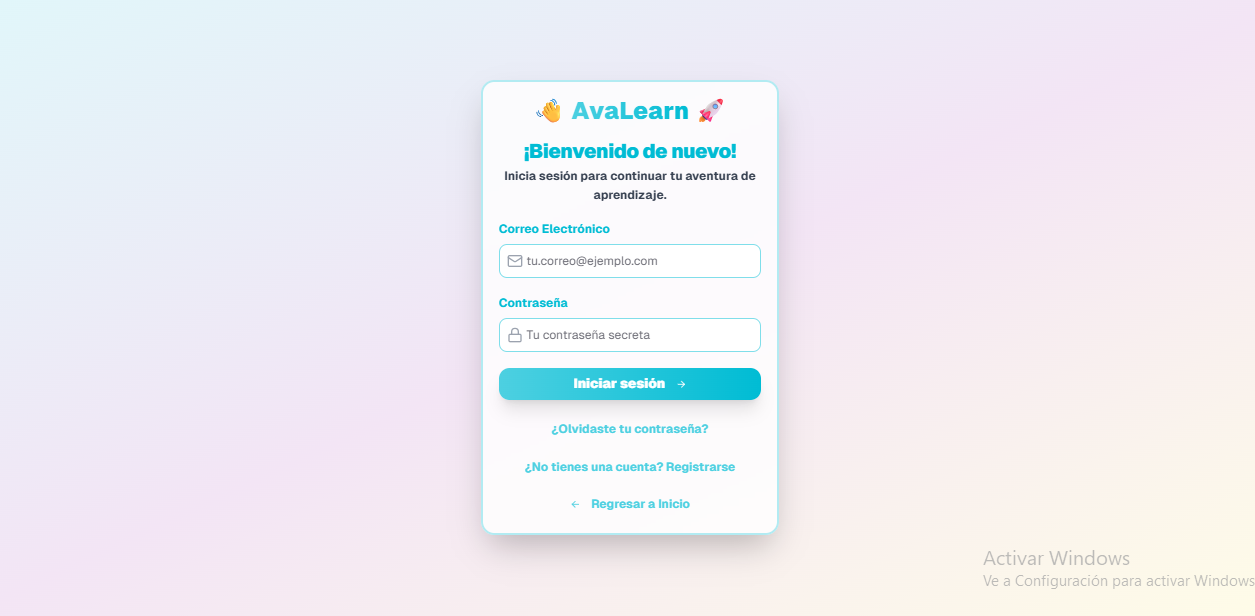 👋 AvaLearn 🚀
¡Bienvenido de nuevo!
Inicia sesión para continuar tu aventura de
aprendizaje.
Correo Electrónico
tu.correo@ejemplo.com
Contraseña
Tu contraseña secreta
Iniciar sesión →
¿Olvidaste tu contraseña?
¿No tienes una cuenta? Registrarse
← Regresar a Inicio
Activar Windows
Ve a Configuración para activar Windows